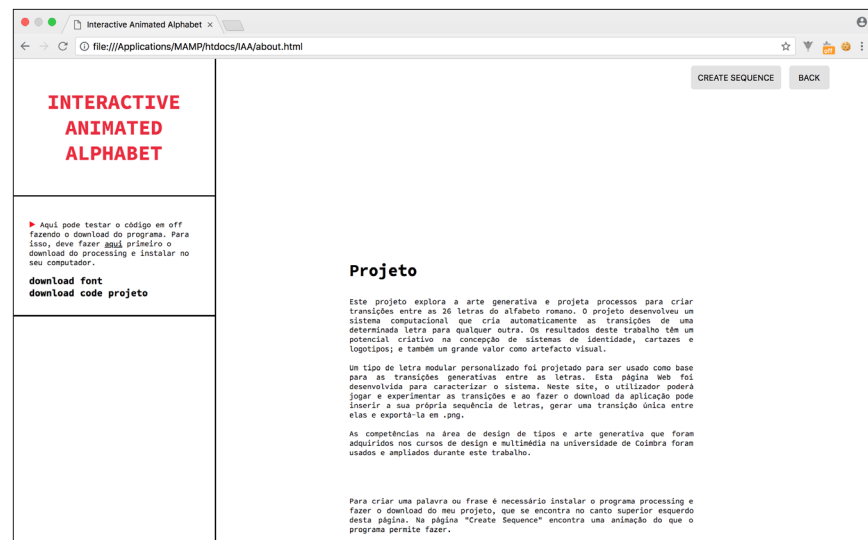 Interactive Animated Alphabet ×
file:///Applications/MAMP/htdocs/IAA/about.html
off
CREATE SEQUENCE
BACK
INTERACTIVE
ANIMATED
ALPHABET
▶ Aqui pode testar o código em off
fazendo o download do programa. Para
isso, deve fazer aqui primeiro o
download do processing e instalar no
seu computador.
download font
download code projeto
Projeto
Este projeto explora a arte generativa e projeta processos para criar
transições entre as 26 letras do alfabeto romano. O projeto desenvolveu um
sistema computacional que cria automaticamente as transições de uma
determinada letra para qualquer outra. Os resultados deste trabalho têm um
potencial criativo na concepção de sistemas de identidade, cartazes e
logotipos; e também um grande valor como artefacto visual.
Um tipo de letra modular personalizado foi projetado para ser usado como base
para as transições generativas entre as letras. Esta página Web foi
desenvolvida para caracterizar o sistema. Neste site, o utilizador poderá
jogar e experimentar as transições e ao fazer o download da aplicação pode
inserir a sua própria sequência de letras, gerar uma transição única entre
elas e exportá-la em .png.
As competências na área de design de tipos e arte generativa que foram
adquiridos nos cursos de design e multimédia na universidade de Coimbra foram
usados e ampliados durante este trabalho.
Para criar uma palavra ou frase é necessário instalar o programa processing e
fazer o download do meu projeto, que se encontra no canto superior esquerdo
desta página. Na página "Create Sequence" encontra uma animação do que o
programa permite fazer.